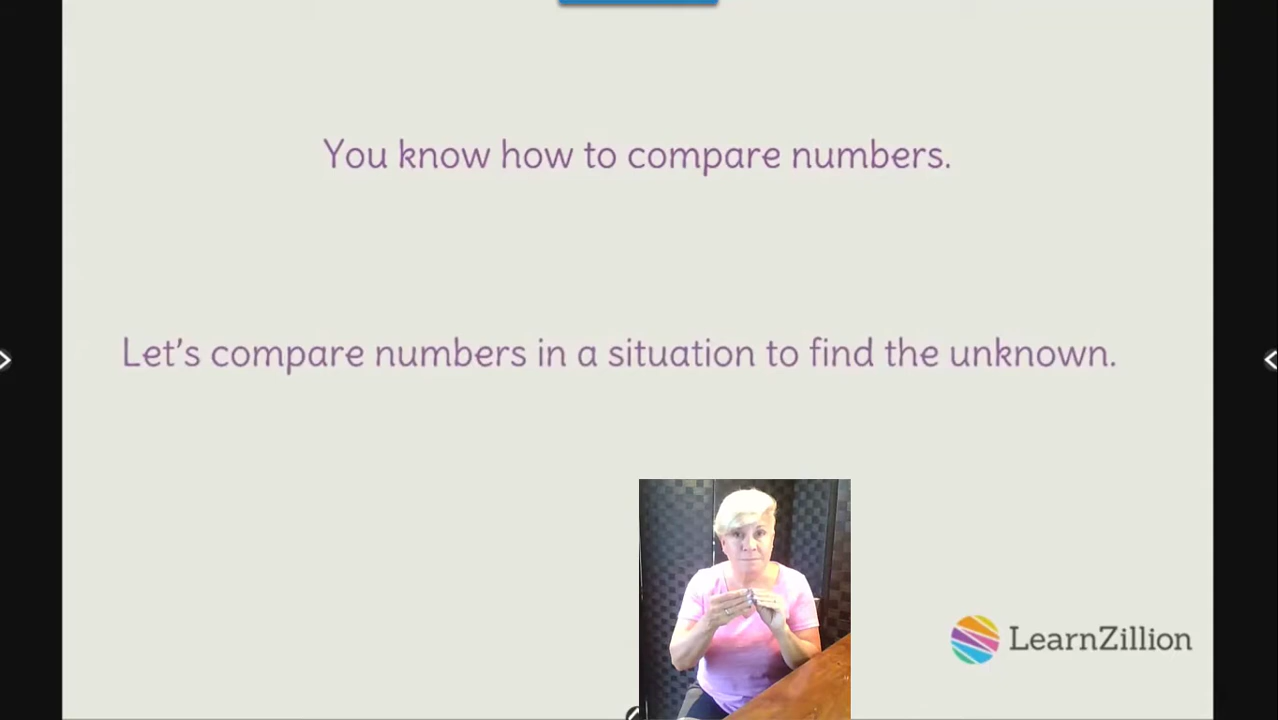 You know how to compare numbers.
Let's compare numbers in a situation to find the unknown.
LearnZillion